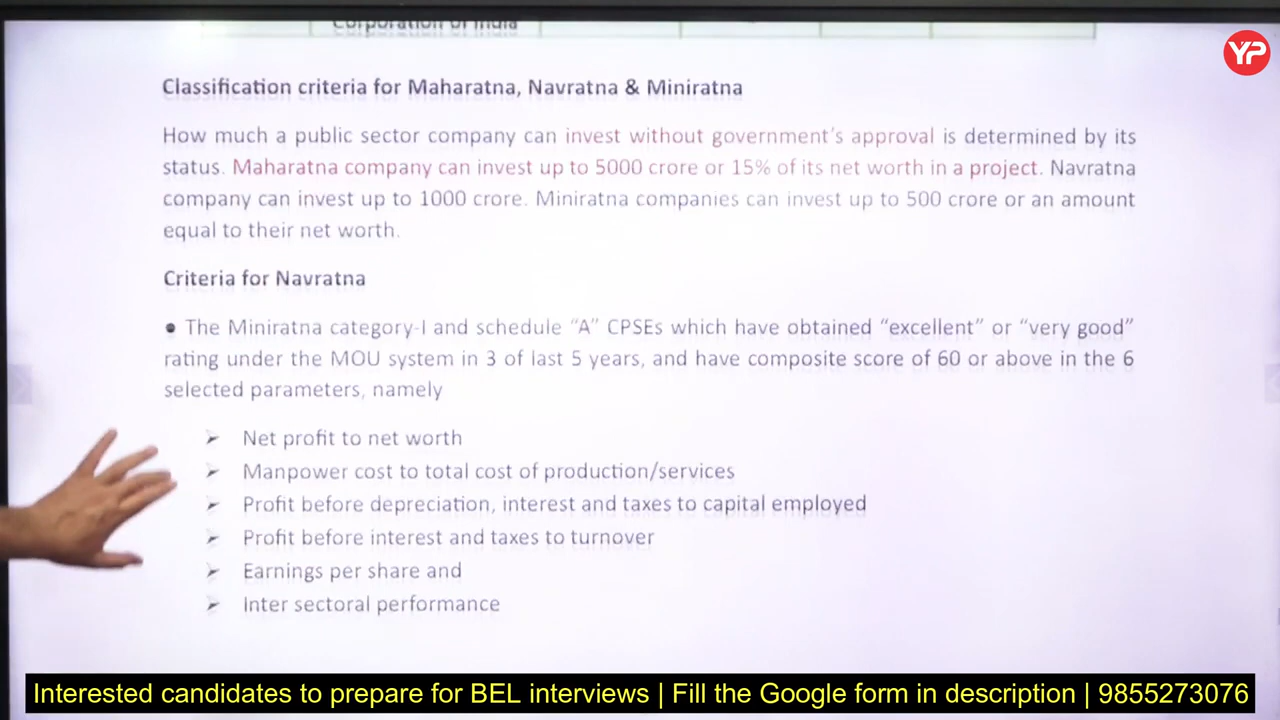 Corporation of India
YP
Classification criteria for Maharatna, Navratna & Miniratna
How much a public sector company can invest without government's approval is determined by its
status. Maharatna company can invest up to 5000 crore or 15% of its net worth in a project. Navratna
company can invest up to 1000 crore. Miniratna companies can invest up to 500 crore or an amount
equal to their net worth.
Criteria for Navratna
● The Miniratna category-I and schedule “A” CPSEs which have obtained “excellent” or “very good”
rating under the MOU system in 3 of last 5 years, and have composite score of 60 or above in the 6
selected parameters, namely
➢ Net profit to net worth
➢ Manpower cost to total cost of production/services
➢ Profit before depreciation, interest and taxes to capital employed
➢ Profit before interest and taxes to turnover
➢ Earnings per share and
➢ Inter sectoral performance
Interested candidates to prepare for BEL interviews | Fill the Google form in description | 9855273076